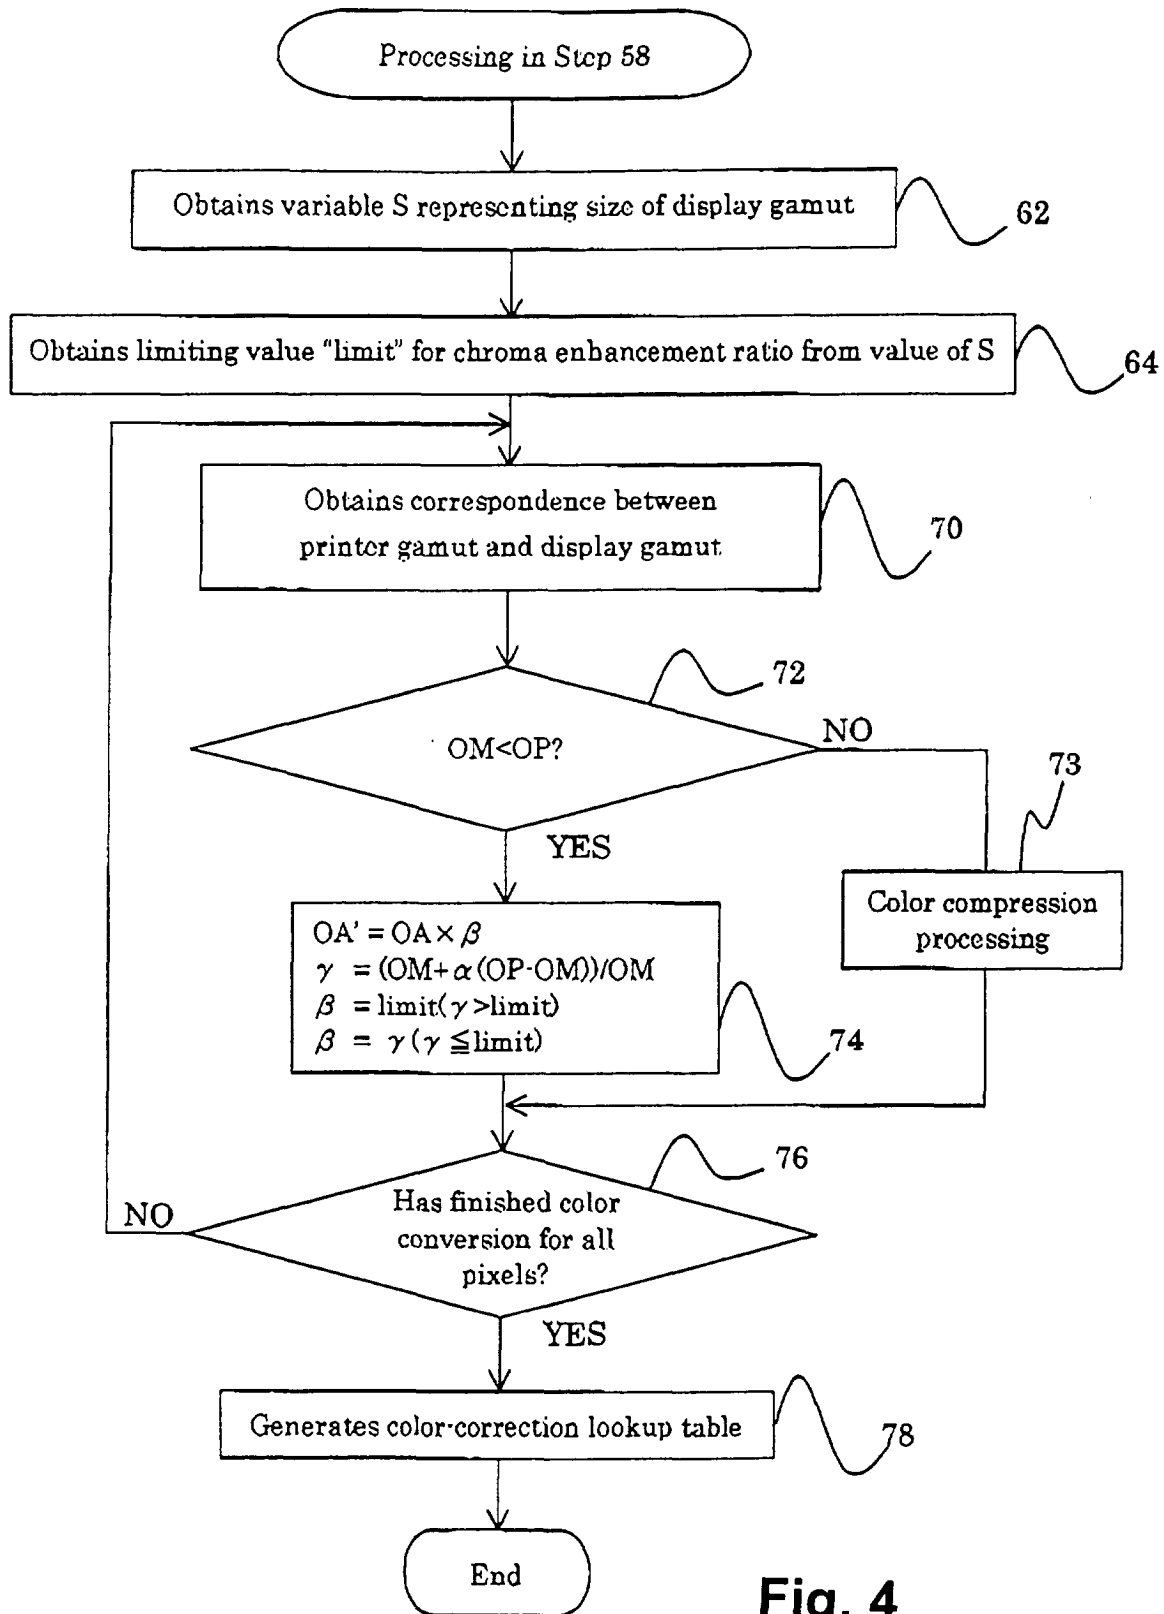 Processing in Step 58
Obtains variable S representing size of display gamut
62
Obtains limiting value "limit" for chroma enhancement ratio from value of S
64
Obtains correspondence between
printer gamut and display gamut
70
72
OM<OP?
NO
73
YES
Color compression
processing
OA' = OA × β
γ = (OM+α(OP-OM))/OM
β = limit(γ>limit)
β = γ(γ≦limit)
74
76
Has finished color
conversion for all
pixels?
NO
YES
Generates color-correction lookup table
78
End
Fig. 4